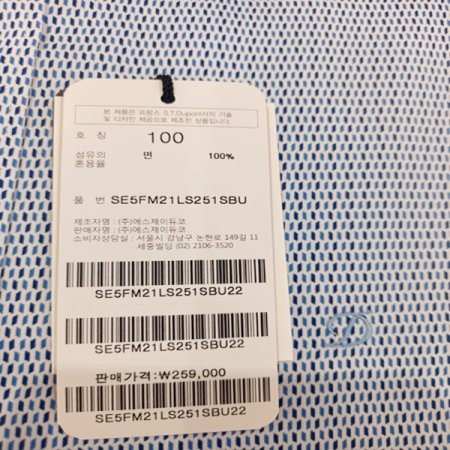 본 제품은 프랑스 S.T.Dupont사의 기술
및 디자인 제공으로 제조한 상품입니다.
호 칭 100
섬유의 면 100%
혼용율
품 번 SE5FM21LS251SBU
제조자명 : (주)에스제이듀코
판매자명 : (주)에스제이듀코
소비자상담실 : 서울시 강남구 논현로 149길 11
세종빌딩 (02) 2106-3520
SE5FM21LS251SBU22
SE5FM21LS251SBU22
판매가격:₩259,000
SE5FM21LS251SBU22